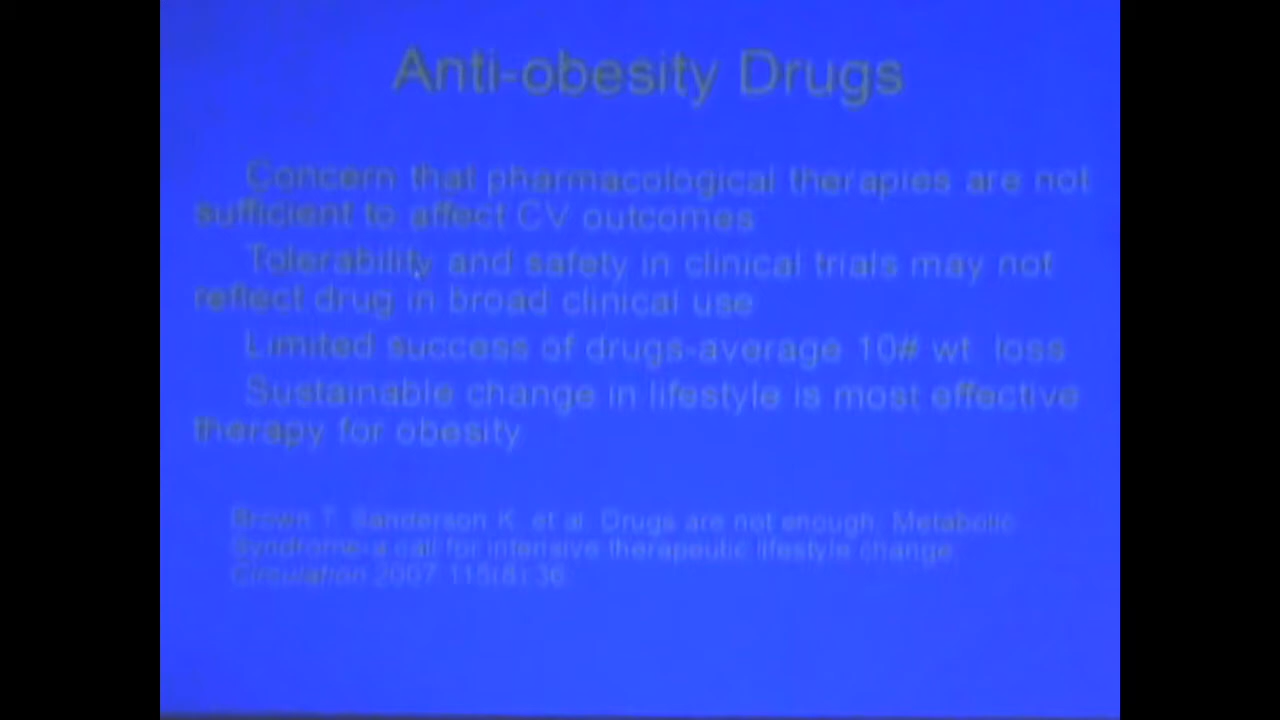 Anti-obesity Drugs
Concern that pharmacological therapies are not
sufficient to affect CV outcomes
Tolerability and safety in clinical trials may not
reflect drug in broad clinical use
Limited success of drugs-average 10# wt loss
Sustainable change in lifestyle is most effective
therapy for obesity
Brown T. Sanderson K. et al. Drugs are not enough. Metabolic
Syndrome-a call for intensive therapeutic lifestyle change.
Circulation 2007